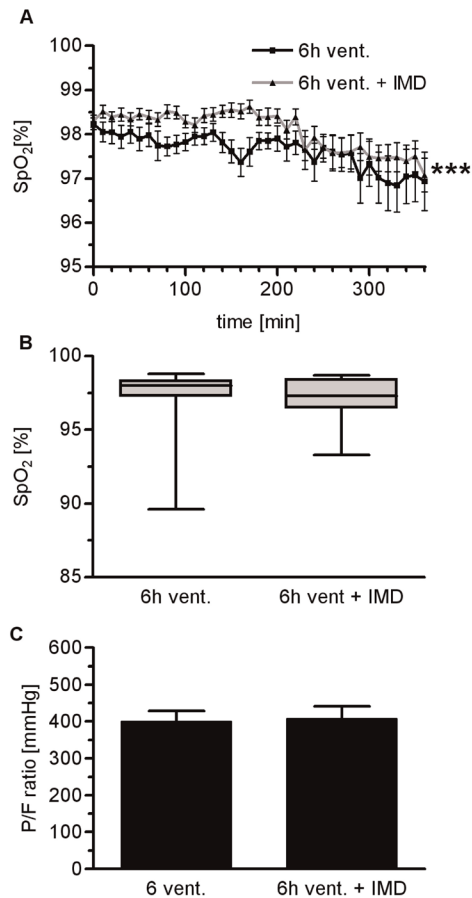 A
100
99
98
97
96
95
SpO2[%]
6h vent.
6h vent. + IMD
***
0
100
200
300
time [min]
B
100
95
90
85
SpO2 [%]
6h vent.
6h vent + IMD
C
600
500
400
300
200
100
0
P/F ratio [mmHg]
6 vent.
6h vent. + IMD